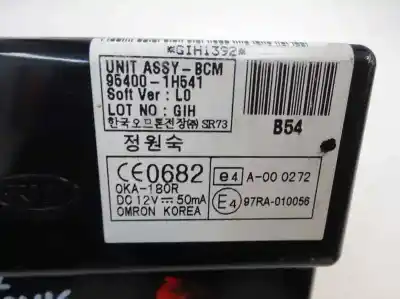 *GIH1392*
UNIT ASSY-BCM
95400-1H541
Soft Ver : L0
LOT NO : GIH
한국오므론전장㈜ SIR73
B54
정원숙
CE0682
OKA-180R
DC 12V 50mA
OMRON KOREA
e4 A-00 0272
E4 97RA-010056